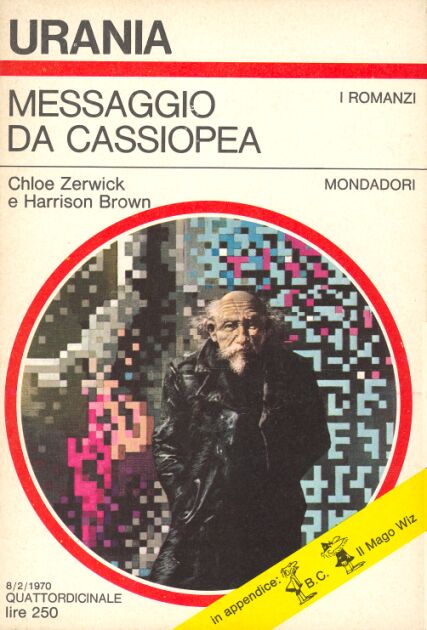 URANIA
MESSAGGIO
DA CASSIOPEA
I ROMANZI
Chloe Zerwick
e Harrison Brown
MONDADORI
8/2/1970
QUATTORDICINALE
lire 250
in appendice: B.C. Il Mago Wiz